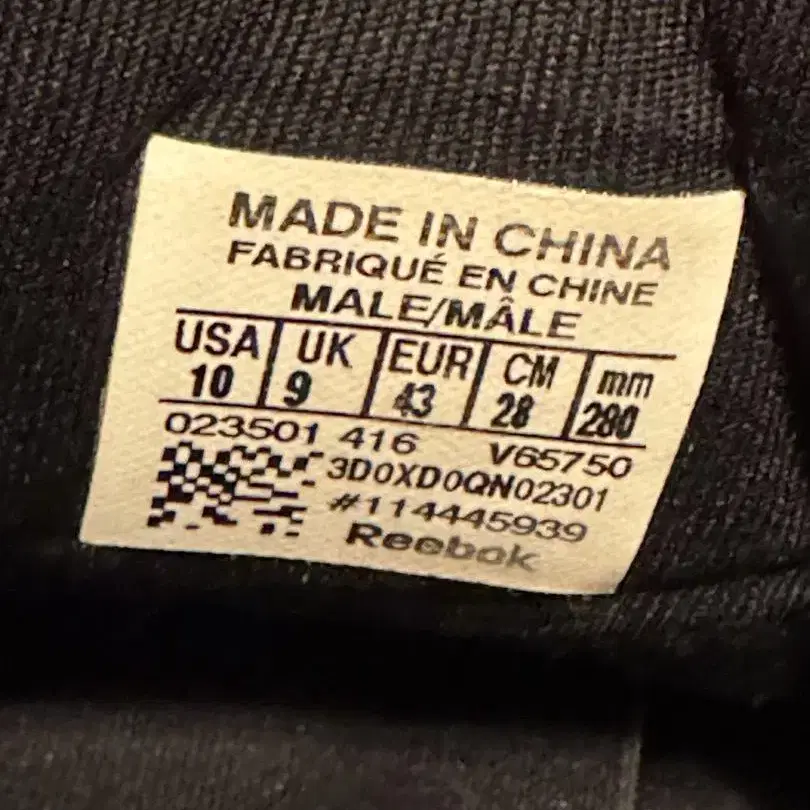 MADE IN CHINA
FABRIQUÉ EN CHINE
MALE/MÂLE
USA UK EUR CM mm
10 9 43 28 280
023501 416 V65750
3D0XD0QN02301
#114445939
Reebok